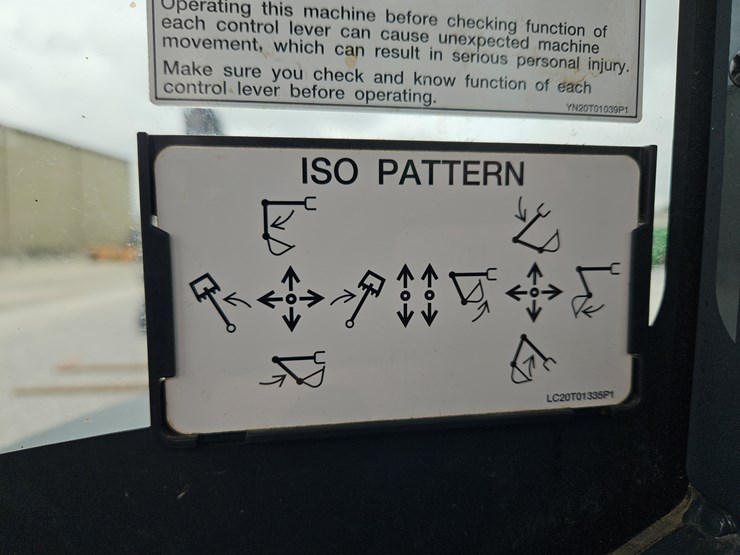 Operating this machine before checking function of
each control lever can cause unexpected machine
movement, which can result in serious personal injury.
Make sure you check and know function of each
control lever before operating.
YN20T01039P1
ISO PATTERN
LC20T01335P1